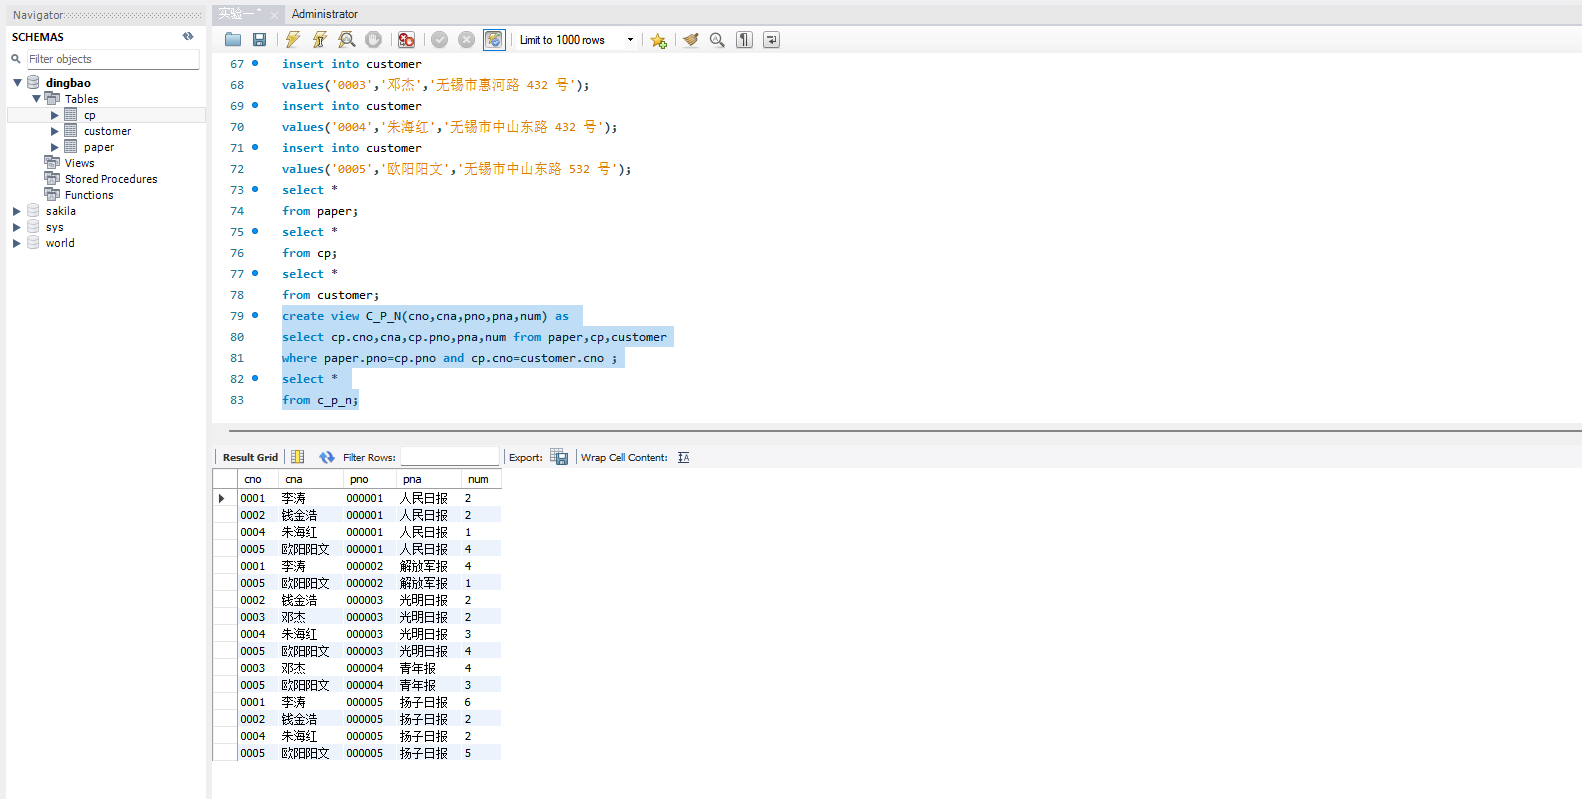 Navigator
SCHEMAS
Filter objects
dingbao
Tables
cp
customer
paper
Views
Stored Procedures
Functions
sakila
sys
world
实验一* Administrator
Limit to 1000 rows
67 insert into customer
68 values('0003','邓杰','无锡市惠河路 432 号');
69 insert into customer
70 values('0004','朱海红','无锡市中山东路 432 号');
71 insert into customer
72 values('0005','欧阳阳文','无锡市中山东路 532 号');
73 select *
74 from paper;
75 select *
76 from cp;
77 select *
78 from customer;
79 create view C_P_N(cno,cna,pno,pna,num) as
80 select cp.cno,cna,cp.pno,pna,num from paper,cp,customer
81 where paper.pno=cp.pno and cp.cno=customer.cno ;
82 select *
83 from c_p_n;
Result Grid Filter Rows: Export: Wrap Cell Content:
cno cna pno pna num
0001 李涛 000001 人民日报 2
0002 钱金浩 000001 人民日报 2
0004 朱海红 000001 人民日报 1
0005 欧阳阳文 000001 人民日报 4
0001 李涛 000002 解放军报 4
0005 欧阳阳文 000002 解放军报 1
0002 钱金浩 000003 光明日报 2
0003 邓杰 000003 光明日报 2
0004 朱海红 000003 光明日报 3
0005 欧阳阳文 000003 光明日报 4
0003 邓杰 000004 青年报 4
0005 欧阳阳文 000004 青年报 3
0001 李涛 000005 扬子日报 6
0002 钱金浩 000005 扬子日报 2
0004 朱海红 000005 扬子日报 2
0005 欧阳阳文 000005 扬子日报 5